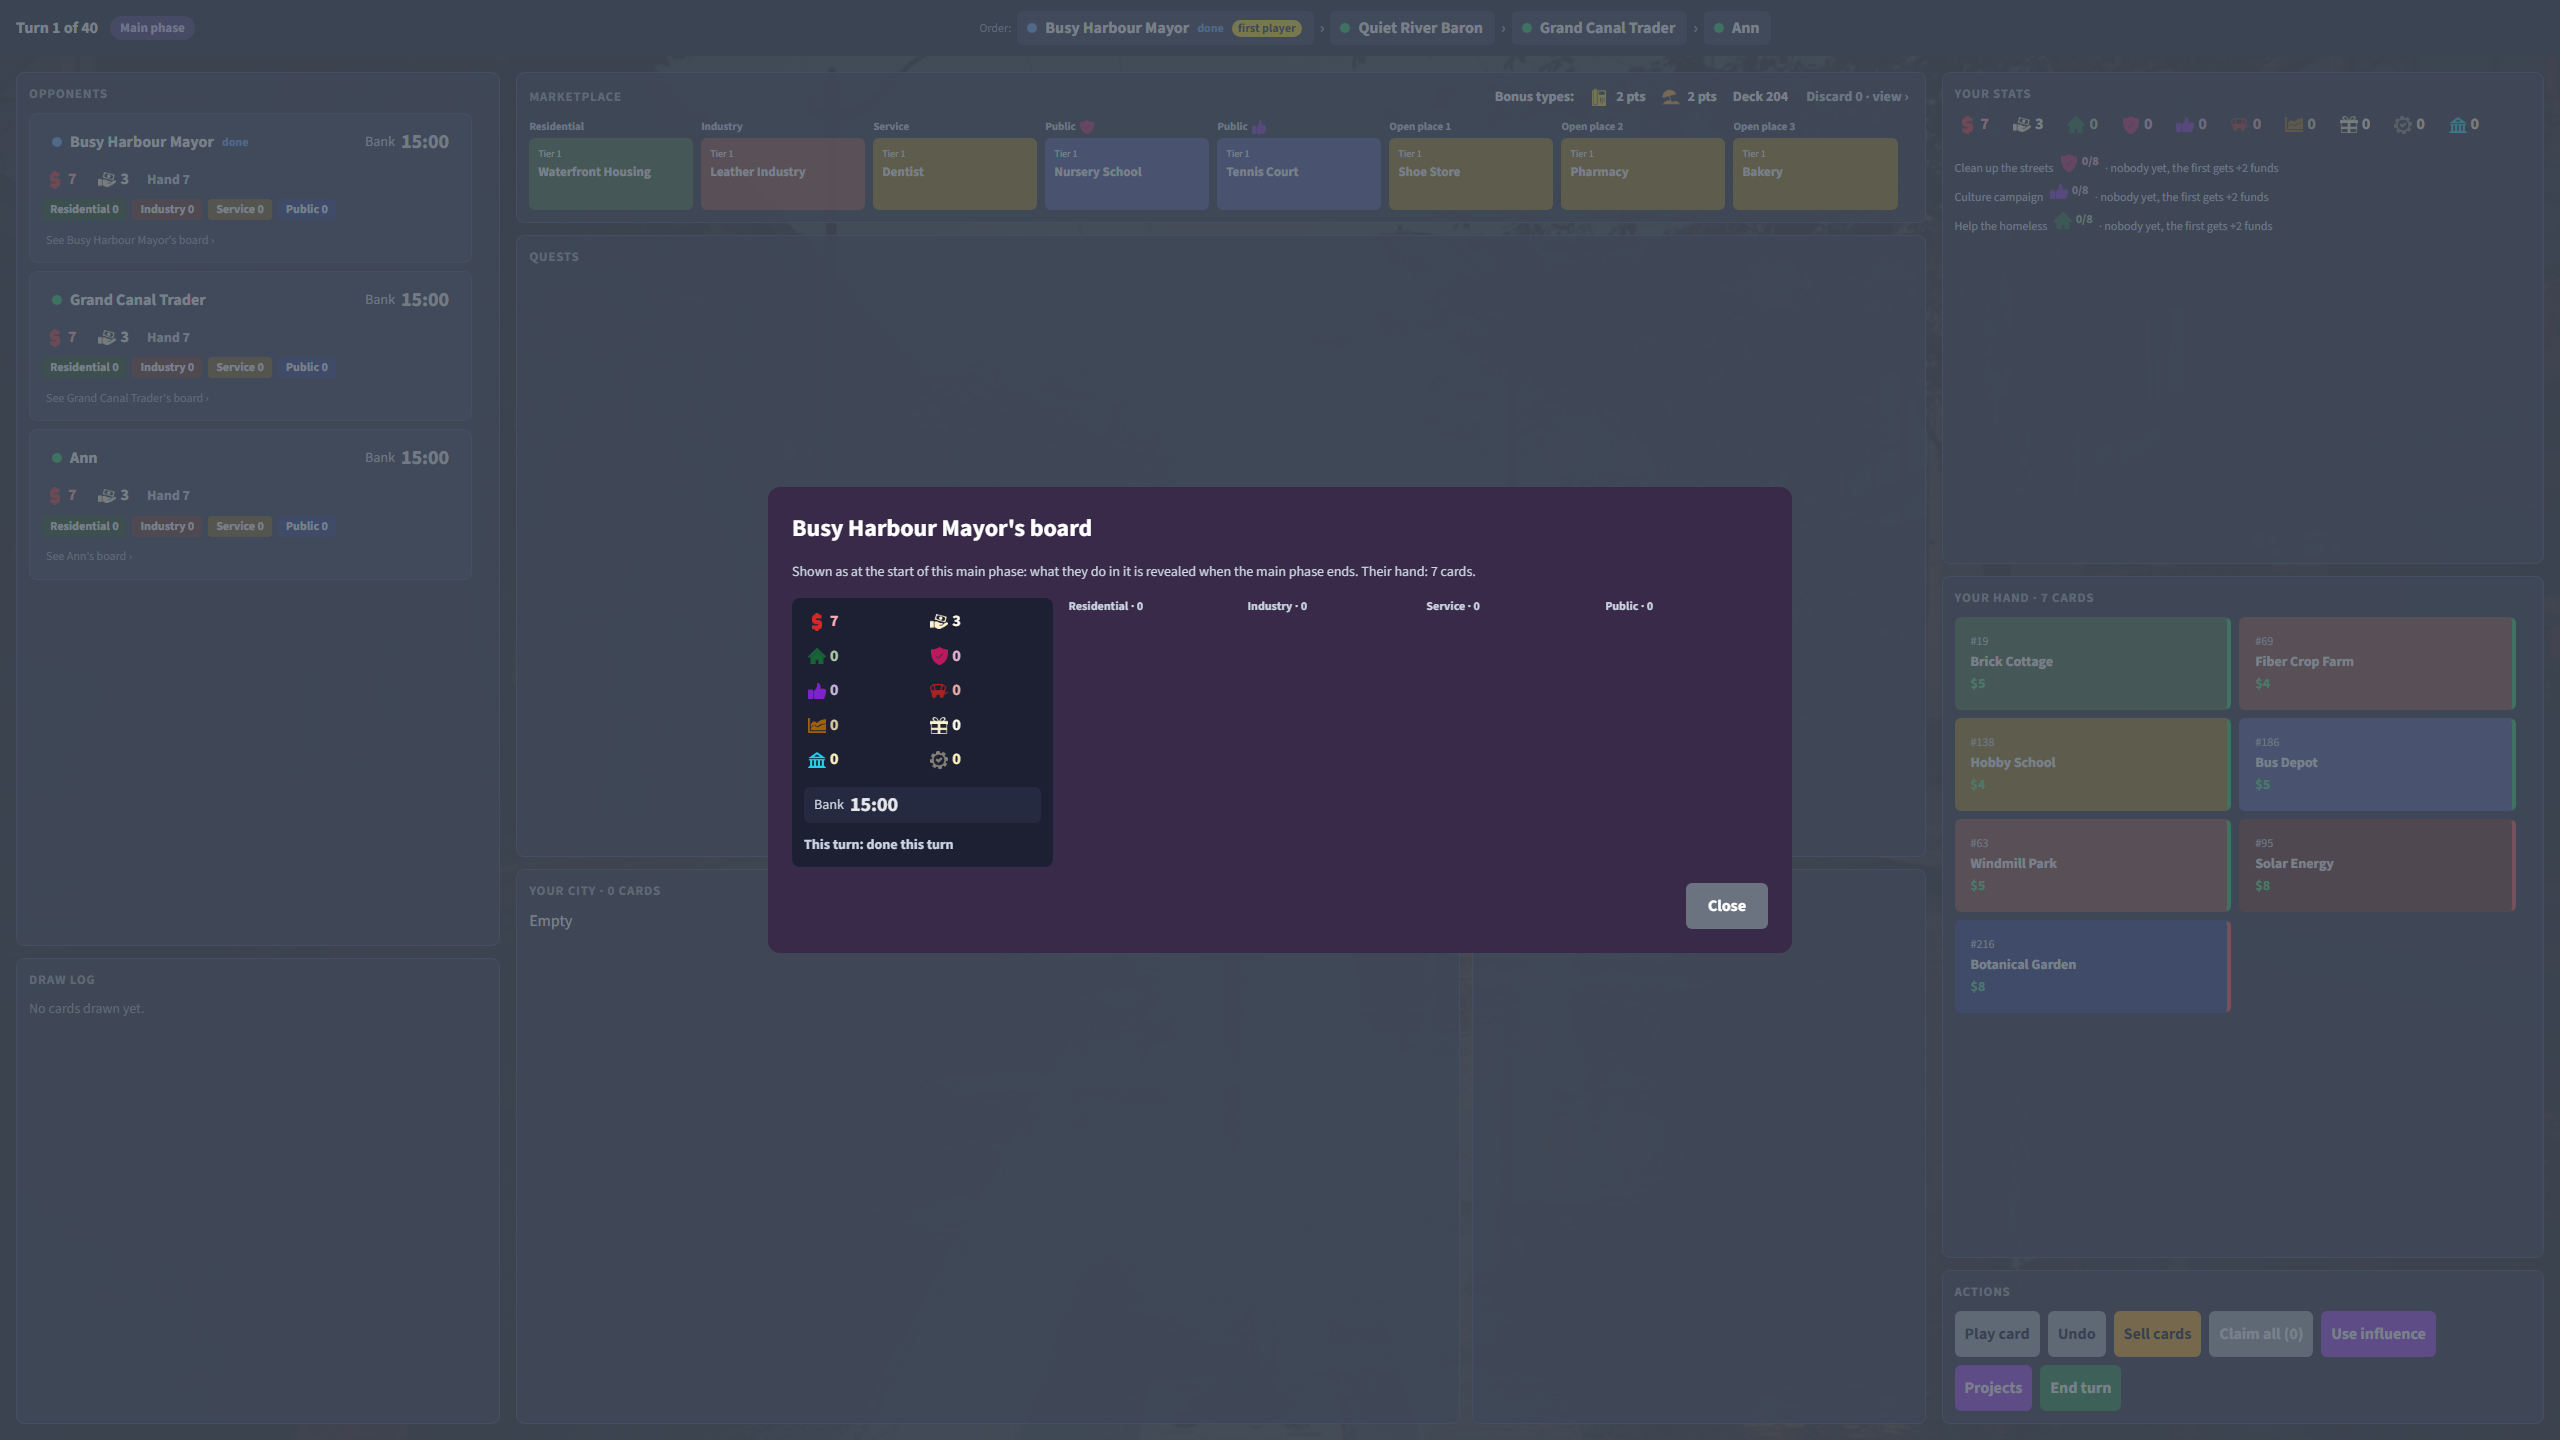 Turn 1 of 40 Main phase
Order: Busy Harbour Mayor done first player › Quiet River Baron › Grand Canal Trader › Ann
OPPONENTS
Busy Harbour Mayor done Bank 15:00
7 3 Hand 7
Residential 0 Industry 0 Service 0 Public 0
See Busy Harbour Mayor's board ›
Grand Canal Trader Bank 15:00
7 3 Hand 7
Residential 0 Industry 0 Service 0 Public 0
See Grand Canal Trader's board ›
Ann Bank 15:00
7 3 Hand 7
Residential 0 Industry 0 Service 0 Public 0
See Ann's board ›
DRAW LOG
No cards drawn yet.
MARKETPLACE
Bonus types: 2 pts 2 pts Deck 204 Discard 0 · view ›
Residential Industry Service Public Public Open place 1 Open place 2 Open place 3
Tier 1 Tier 1 Tier 1 Tier 1 Tier 1 Tier 1 Tier 1 Tier 1
Waterfront Housing Leather Industry Dentist Nursery School Tennis Court Shoe Store Pharmacy Bakery
QUESTS
YOUR CITY · 0 CARDS
Empty
Busy Harbour Mayor's board
Shown as at the start of this main phase: what they do in it is revealed when the main phase ends. Their hand: 7 cards.
7 3
0 0
0 0
0 0
0 0
Bank 15:00
This turn: done this turn
Residential · 0 Industry · 0 Service · 0 Public · 0
Close
YOUR STATS
7 3 0 0 0 0 0 0 0 0
Clean up the streets 0/8 · nobody yet, the first gets +2 funds
Culture campaign 0/8 · nobody yet, the first gets +2 funds
Help the homeless 0/8 · nobody yet, the first gets +2 funds
YOUR HAND · 7 CARDS
#19
Brick Cottage
$5
#69
Fiber Crop Farm
$4
#138
Hobby School
$4
#186
Bus Depot
$5
#63
Windmill Park
$5
#95
Solar Energy
$8
#216
Botanical Garden
$8
ACTIONS
Play card Undo Sell cards Claim all (0) Use influence
Projects End turn